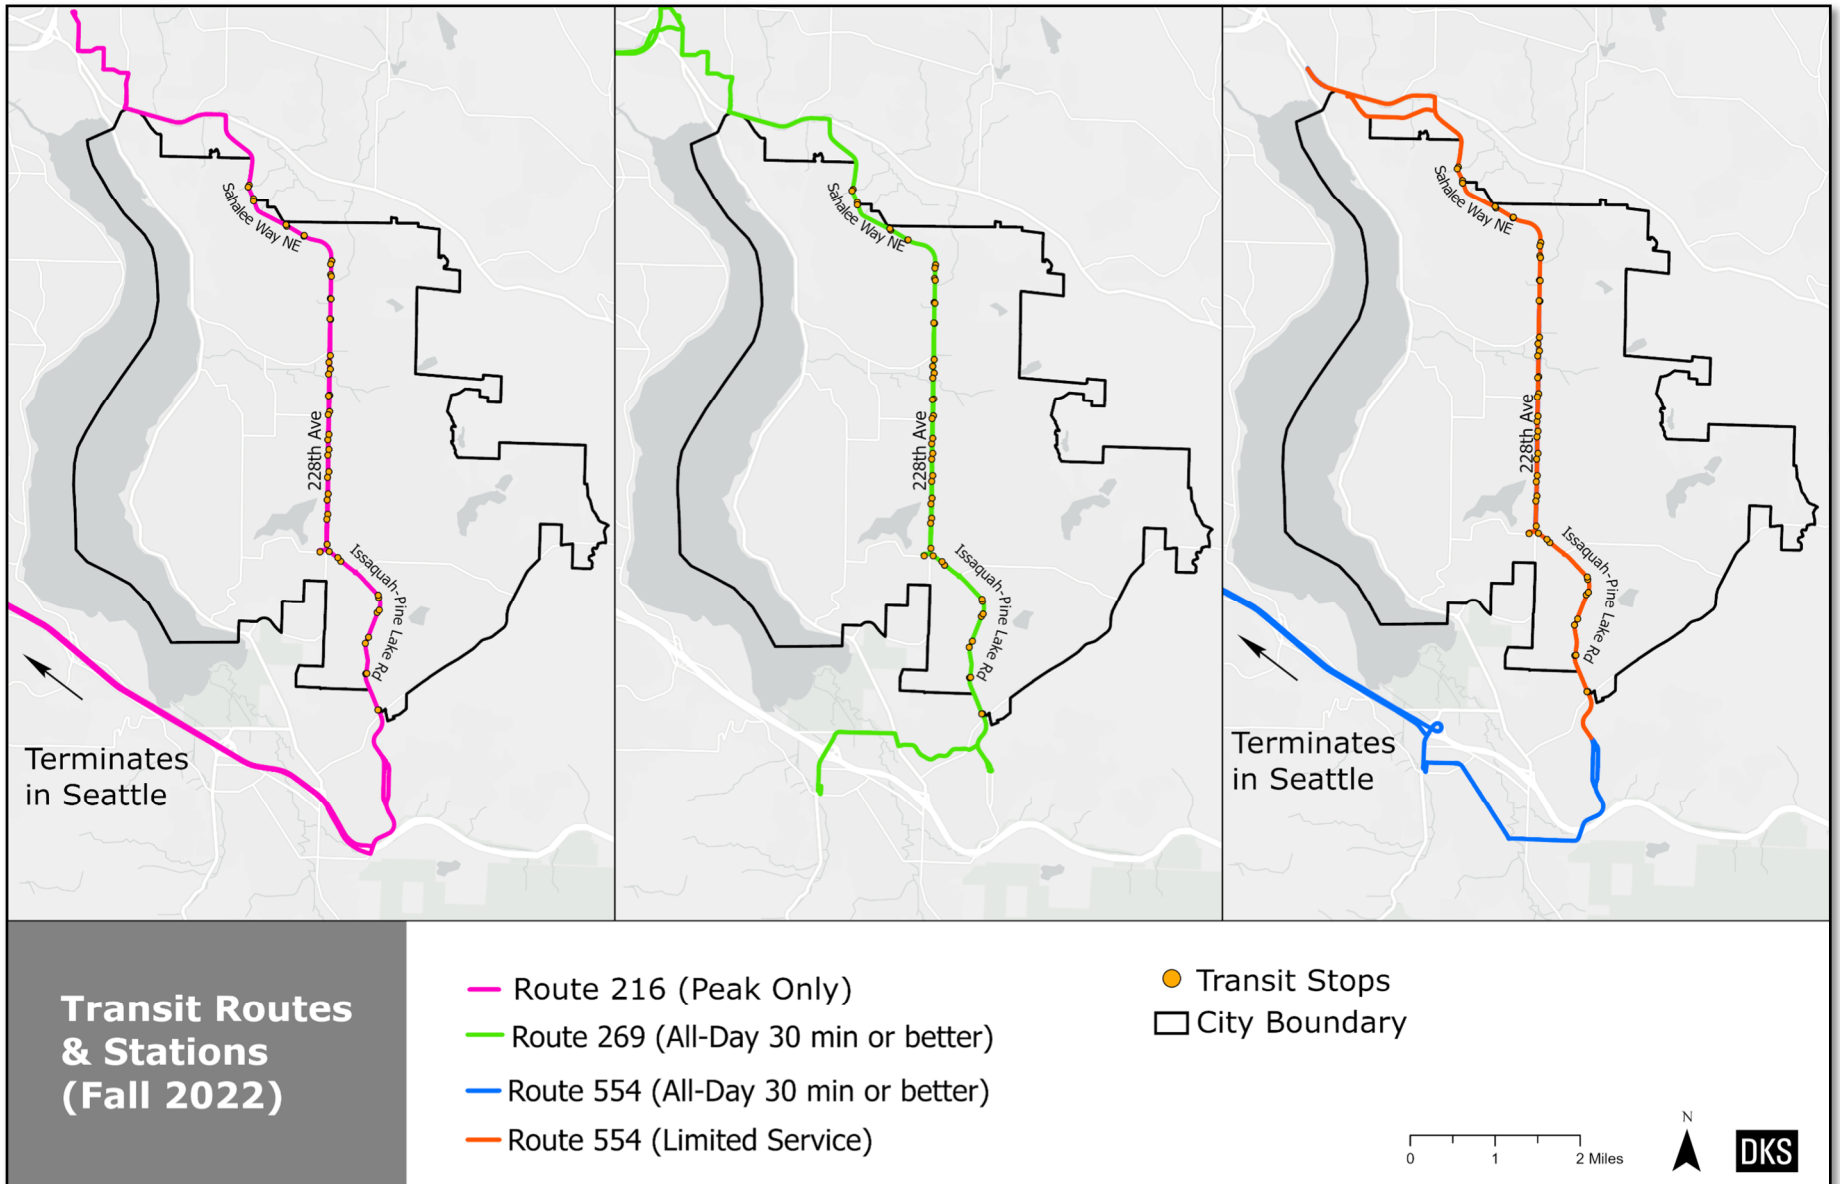 Sahalee Way NE
228th Ave
Issaquah-Pine Lake Rd
Terminates
in Seattle
Sahalee Way NE
228th Ave
Issaquah-Pine Lake Rd
Sahalee Way NE
228th Ave
Issaquah-Pine Lake Rd
Terminates
in Seattle
Transit Routes
& Stations
(Fall 2022)
Route 216 (Peak Only)
Route 269 (All-Day 30 min or better)
Route 554 (All-Day 30 min or better)
Route 554 (Limited Service)
Transit Stops
City Boundary
0 1 2 Miles
N
DKS